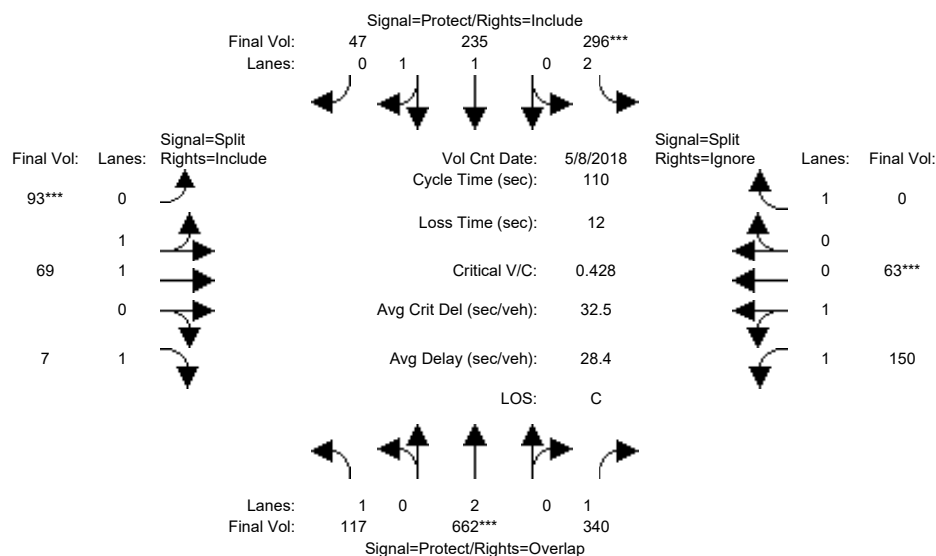 Signal=Protect/Rights=Include
Final Vol: 47 235 296***
Lanes: 0 1 1 0 2
Signal=Split
Final Vol: Lanes: Rights=Include
Vol Cnt Date: 5/8/2018
Signal=Split
Rights=Ignore Lanes: Final Vol:
Cycle Time (sec): 110
93*** 0
1 0
Loss Time (sec): 12
1
0
69 1
Critical V/C: 0.428
0 63***
0
Avg Crit Del (sec/veh): 32.5
1
7 1
Avg Delay (sec/veh): 28.4
1 150
LOS: C
Lanes: 1 0 2 0 1
Final Vol: 117 662*** 340
Signal=Protect/Rights=Overlap